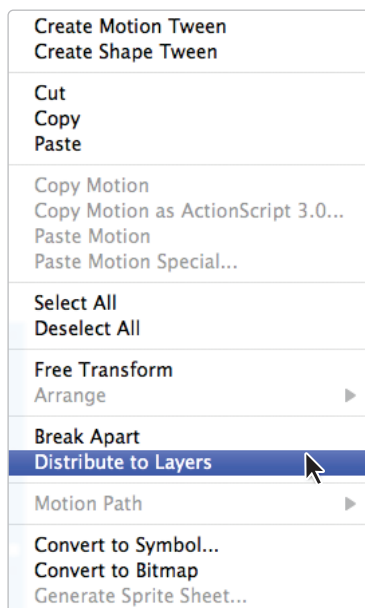 Create Motion Tween
Create Shape Tween
Cut
Copy
Paste
Copy Motion
Copy Motion as ActionScript 3.0...
Paste Motion
Paste Motion Special...
Select All
Deselect All
Free Transform
Arrange
Break Apart
Distribute to Layers
Motion Path
Convert to Symbol...
Convert to Bitmap
Generate Sprite Sheet...